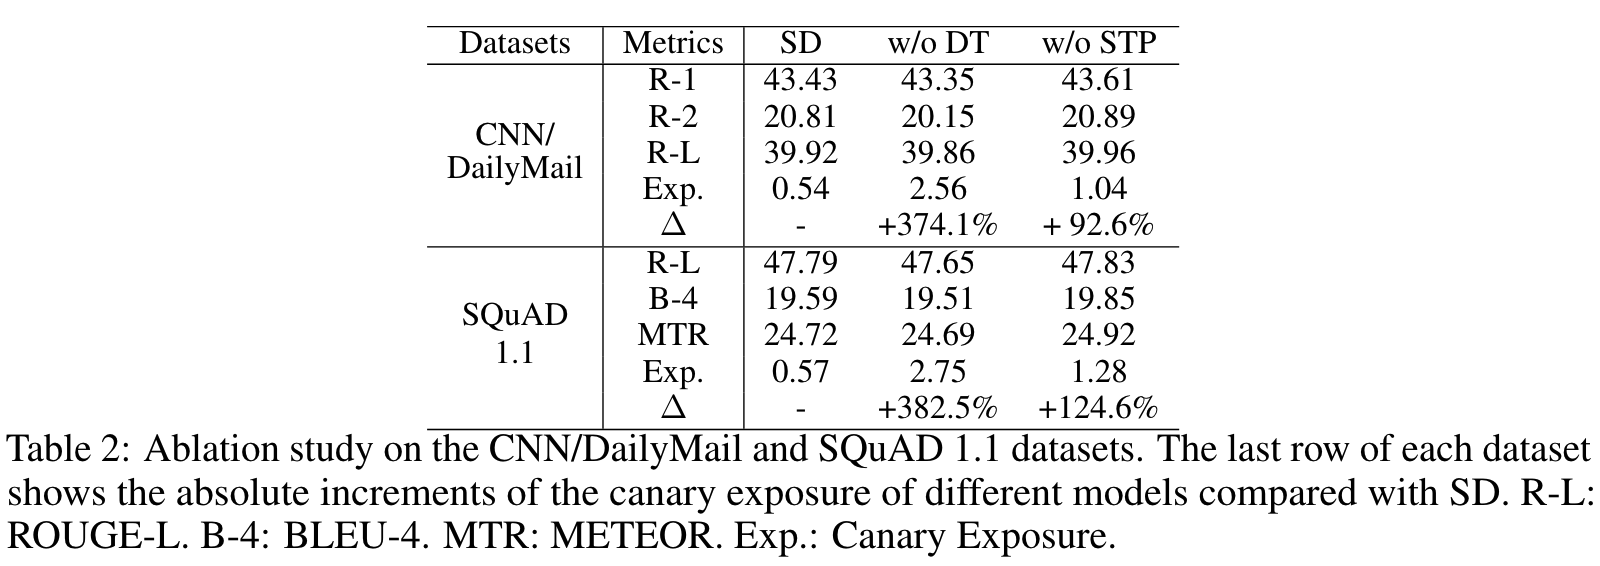 Datasets Metrics SD w/o DT w/o STP
CNN/
DailyMail
R-1 43.43 43.35 43.61
R-2 20.81 20.15 20.89
R-L 39.92 39.86 39.96
Exp. 0.54 2.56 1.04
Δ - +374.1% + 92.6%
SQuAD
1.1
R-L 47.79 47.65 47.83
B-4 19.59 19.51 19.85
MTR 24.72 24.69 24.92
Exp. 0.57 2.75 1.28
Δ - +382.5% +124.6%
Table 2: Ablation study on the CNN/DailyMail and SQuAD 1.1 datasets. The last row of each dataset
shows the absolute increments of the canary exposure of different models compared with SD. R-L:
ROUGE-L. B-4: BLEU-4. MTR: METEOR. Exp.: Canary Exposure.